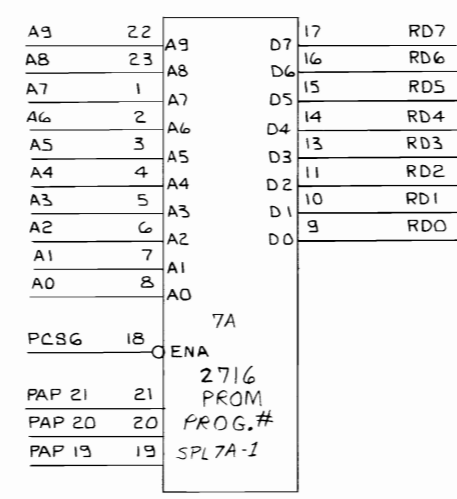 A9 22 A9 D7 17 RD7
A8 23 A8 D6 16 RD6
A7 1 A7 D5 15 RD5
A6 2 A6 D4 14 RD4
A5 3 A5 D3 13 RD3
A4 4 A4 D2 11 RD2
A3 5 A3 D1 10 RD1
A2 6 A2 D0 9 RD0
A1 7 A1
A0 8 A0
7A
PCS6 18 ENA
2716
PAP 21 21 PROM
PAP 20 20 PROG.#
PAP 19 19 SPL7A-1